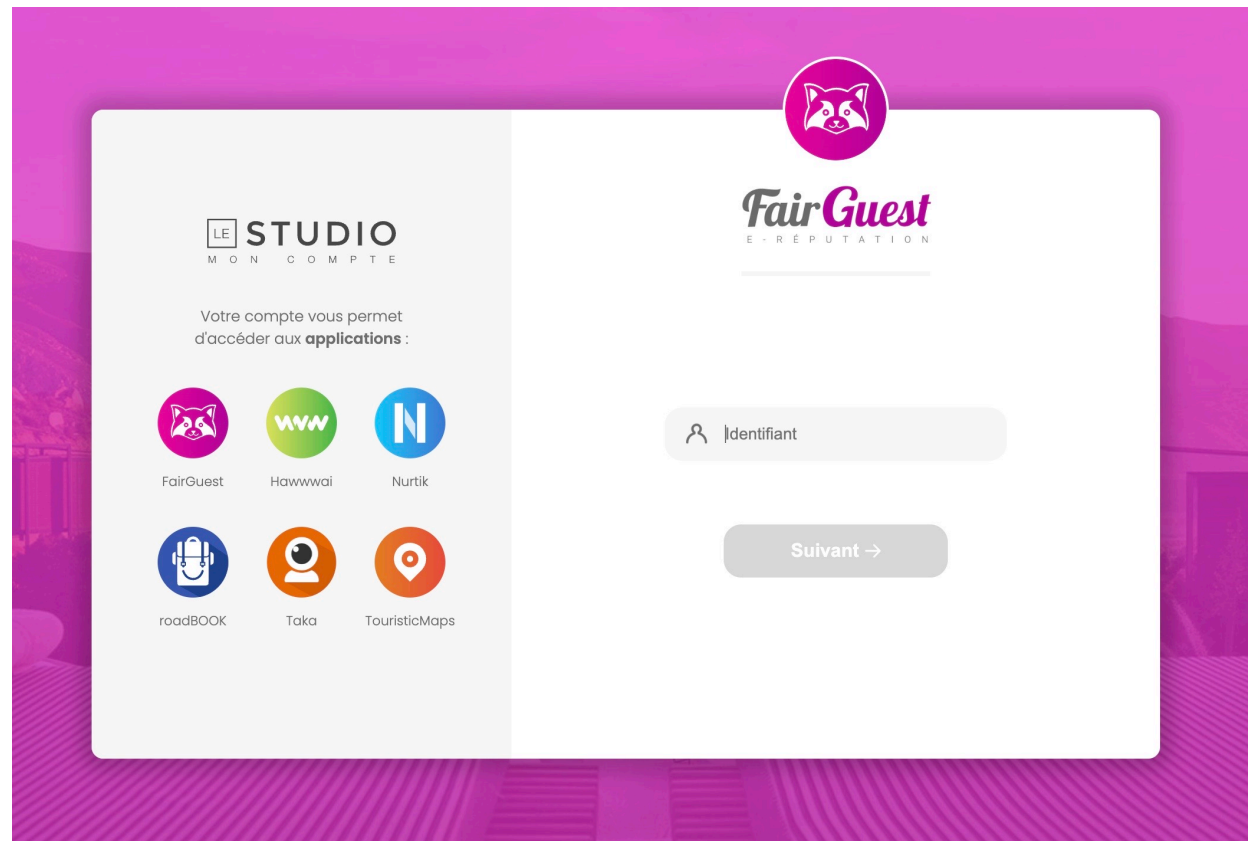 LE STUDIO
MON COMPTE
Votre compte vous permet
d'accéder aux applications :
FairGuest
Hawwwai
Nurtik
roadBOOK
Taka
TouristicMaps
FairGuest
E-RÉPUTATION
Identifiant
Suivant →